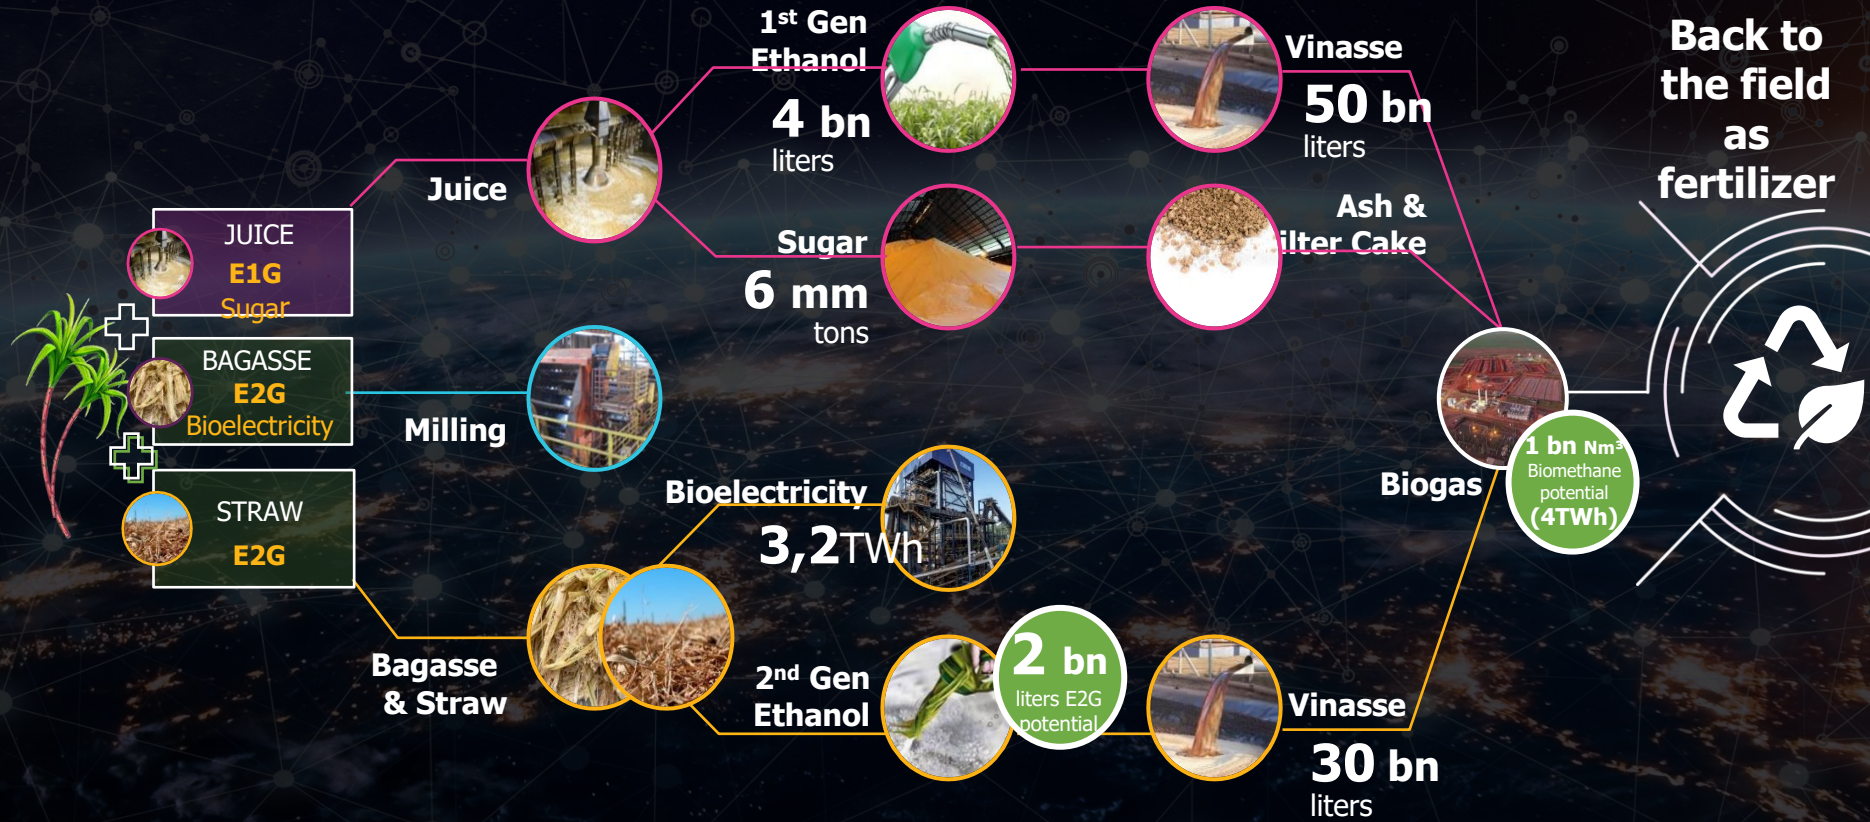 JUICE
E1G
Sugar
BAGASSE
E2G
Bioelectricity
STRAW
E2G
Juice
Milling
Bagasse
& Straw
1st Gen
Ethanol
4 bn
liters
Sugar
6 mm
tons
Bioelectricity
3,2TWh
2nd Gen
Ethanol
2 bn
liters E2G
potential
Vinasse
50 bn
liters
Ash &
ilter Cake
Vinasse
30 bn
liters
Biogas
1 bn Nm³
Biomethane
potential
(4TWh)
Back to
the field
as
fertilizer